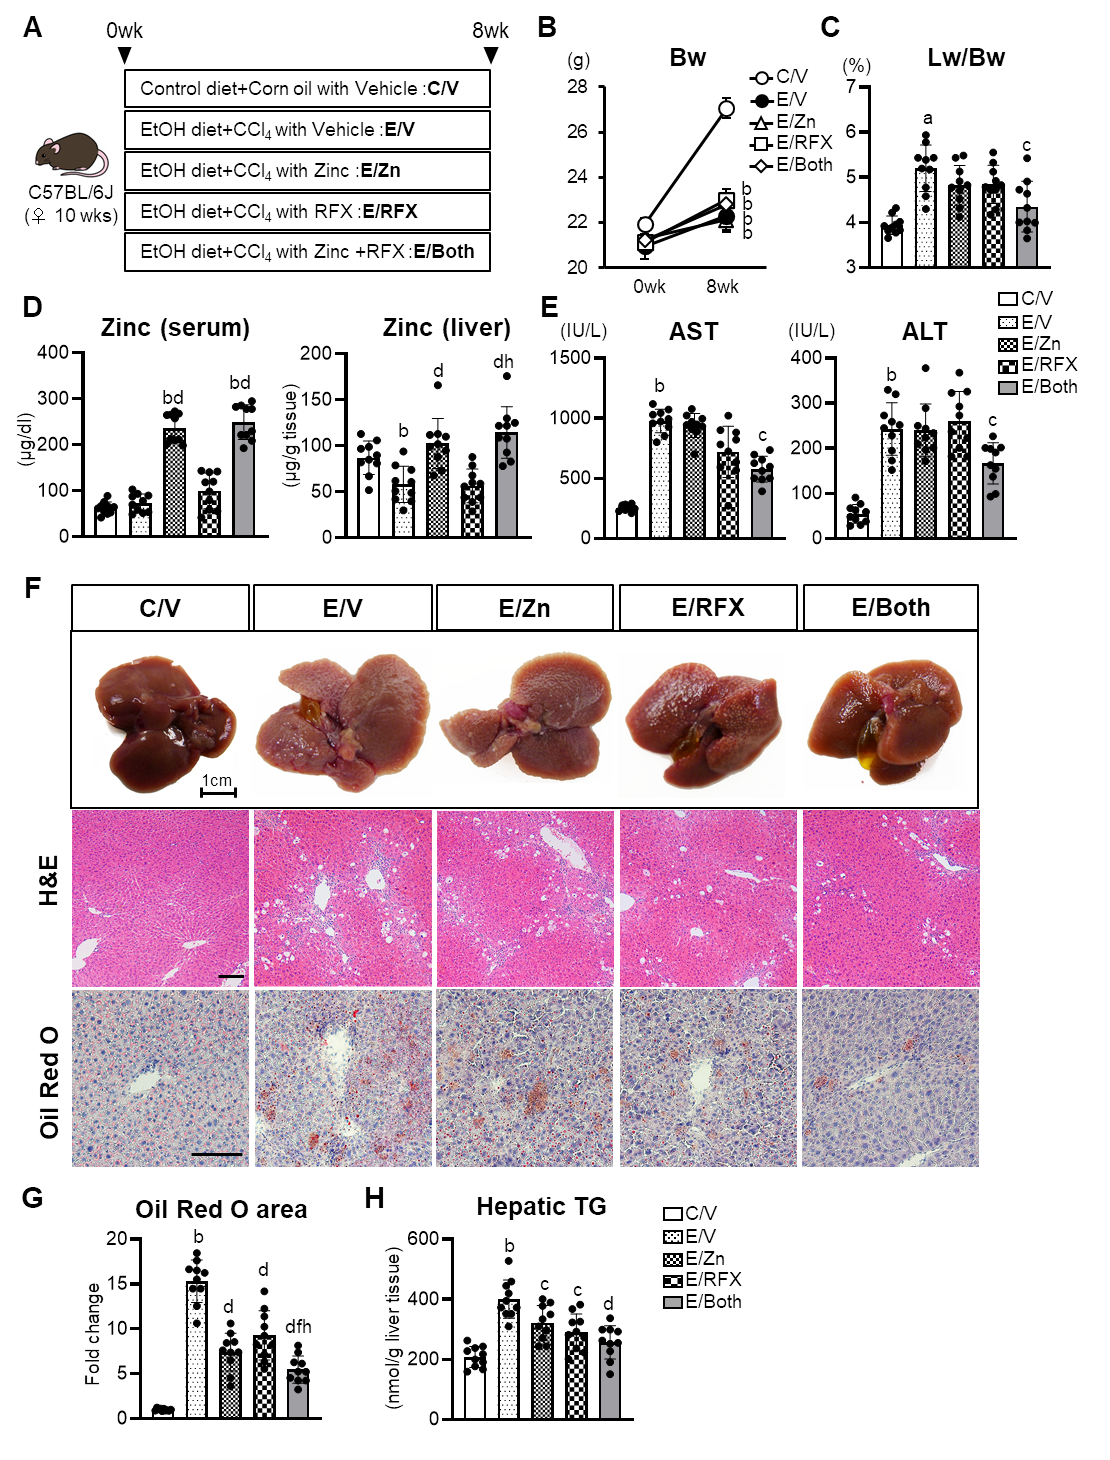 A
0wk
8wk
Control diet+Corn oil with Vehicle :C/V
EtOH diet+CCl4 with Vehicle :E/V
EtOH diet+CCl4 with Zinc :E/Zn
EtOH diet+CCl4 with RFX :E/RFX
EtOH diet+CCl4 with Zinc +RFX :E/Both
C57BL/6J
(♀ 10 wks)
B
Bw
(g)
28
26
24
22
20
0wk
8wk
b
b
b
b
C/V
E/V
E/Zn
E/RFX
E/Both
C
Lw/Bw
(%)
7
6
5
4
3
a
c
D
Zinc (serum)
(μg/dl)
400
300
200
100
0
bd
bd
Zinc (liver)
(μg/g tissue)
200
150
100
50
0
b
d
dh
E
AST
(IU/L)
1500
1000
500
0
b
c
ALT
(IU/L)
400
300
200
100
0
b
c
C/V
E/V
E/Zn
E/RFX
E/Both
F
C/V
E/V
E/Zn
E/RFX
E/Both
1cm
H&E
Oil Red O
G
Oil Red O area
Fold change
20
15
10
5
0
b
d
d
dfh
H
Hepatic TG
(nmol/g liver tissue)
600
400
200
0
b
c
c
d
C/V
E/V
E/Zn
E/RFX
E/Both